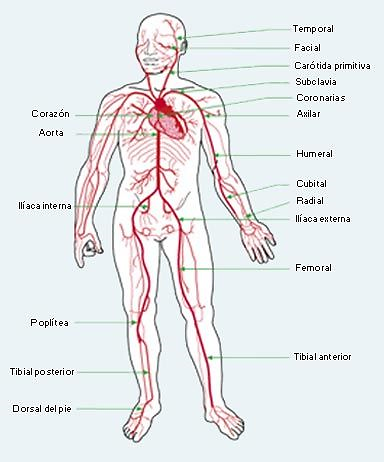 Temporal
Facial
Carótida primitiva
Subclavia
Coronarias
Corazón
Axilar
Aorta
Humeral
Cubital
Radial
Ilíaca interna
Ilíaca externa
Femoral
Poplítea
Tibial anterior
Tibial posterior
Dorsal del pie